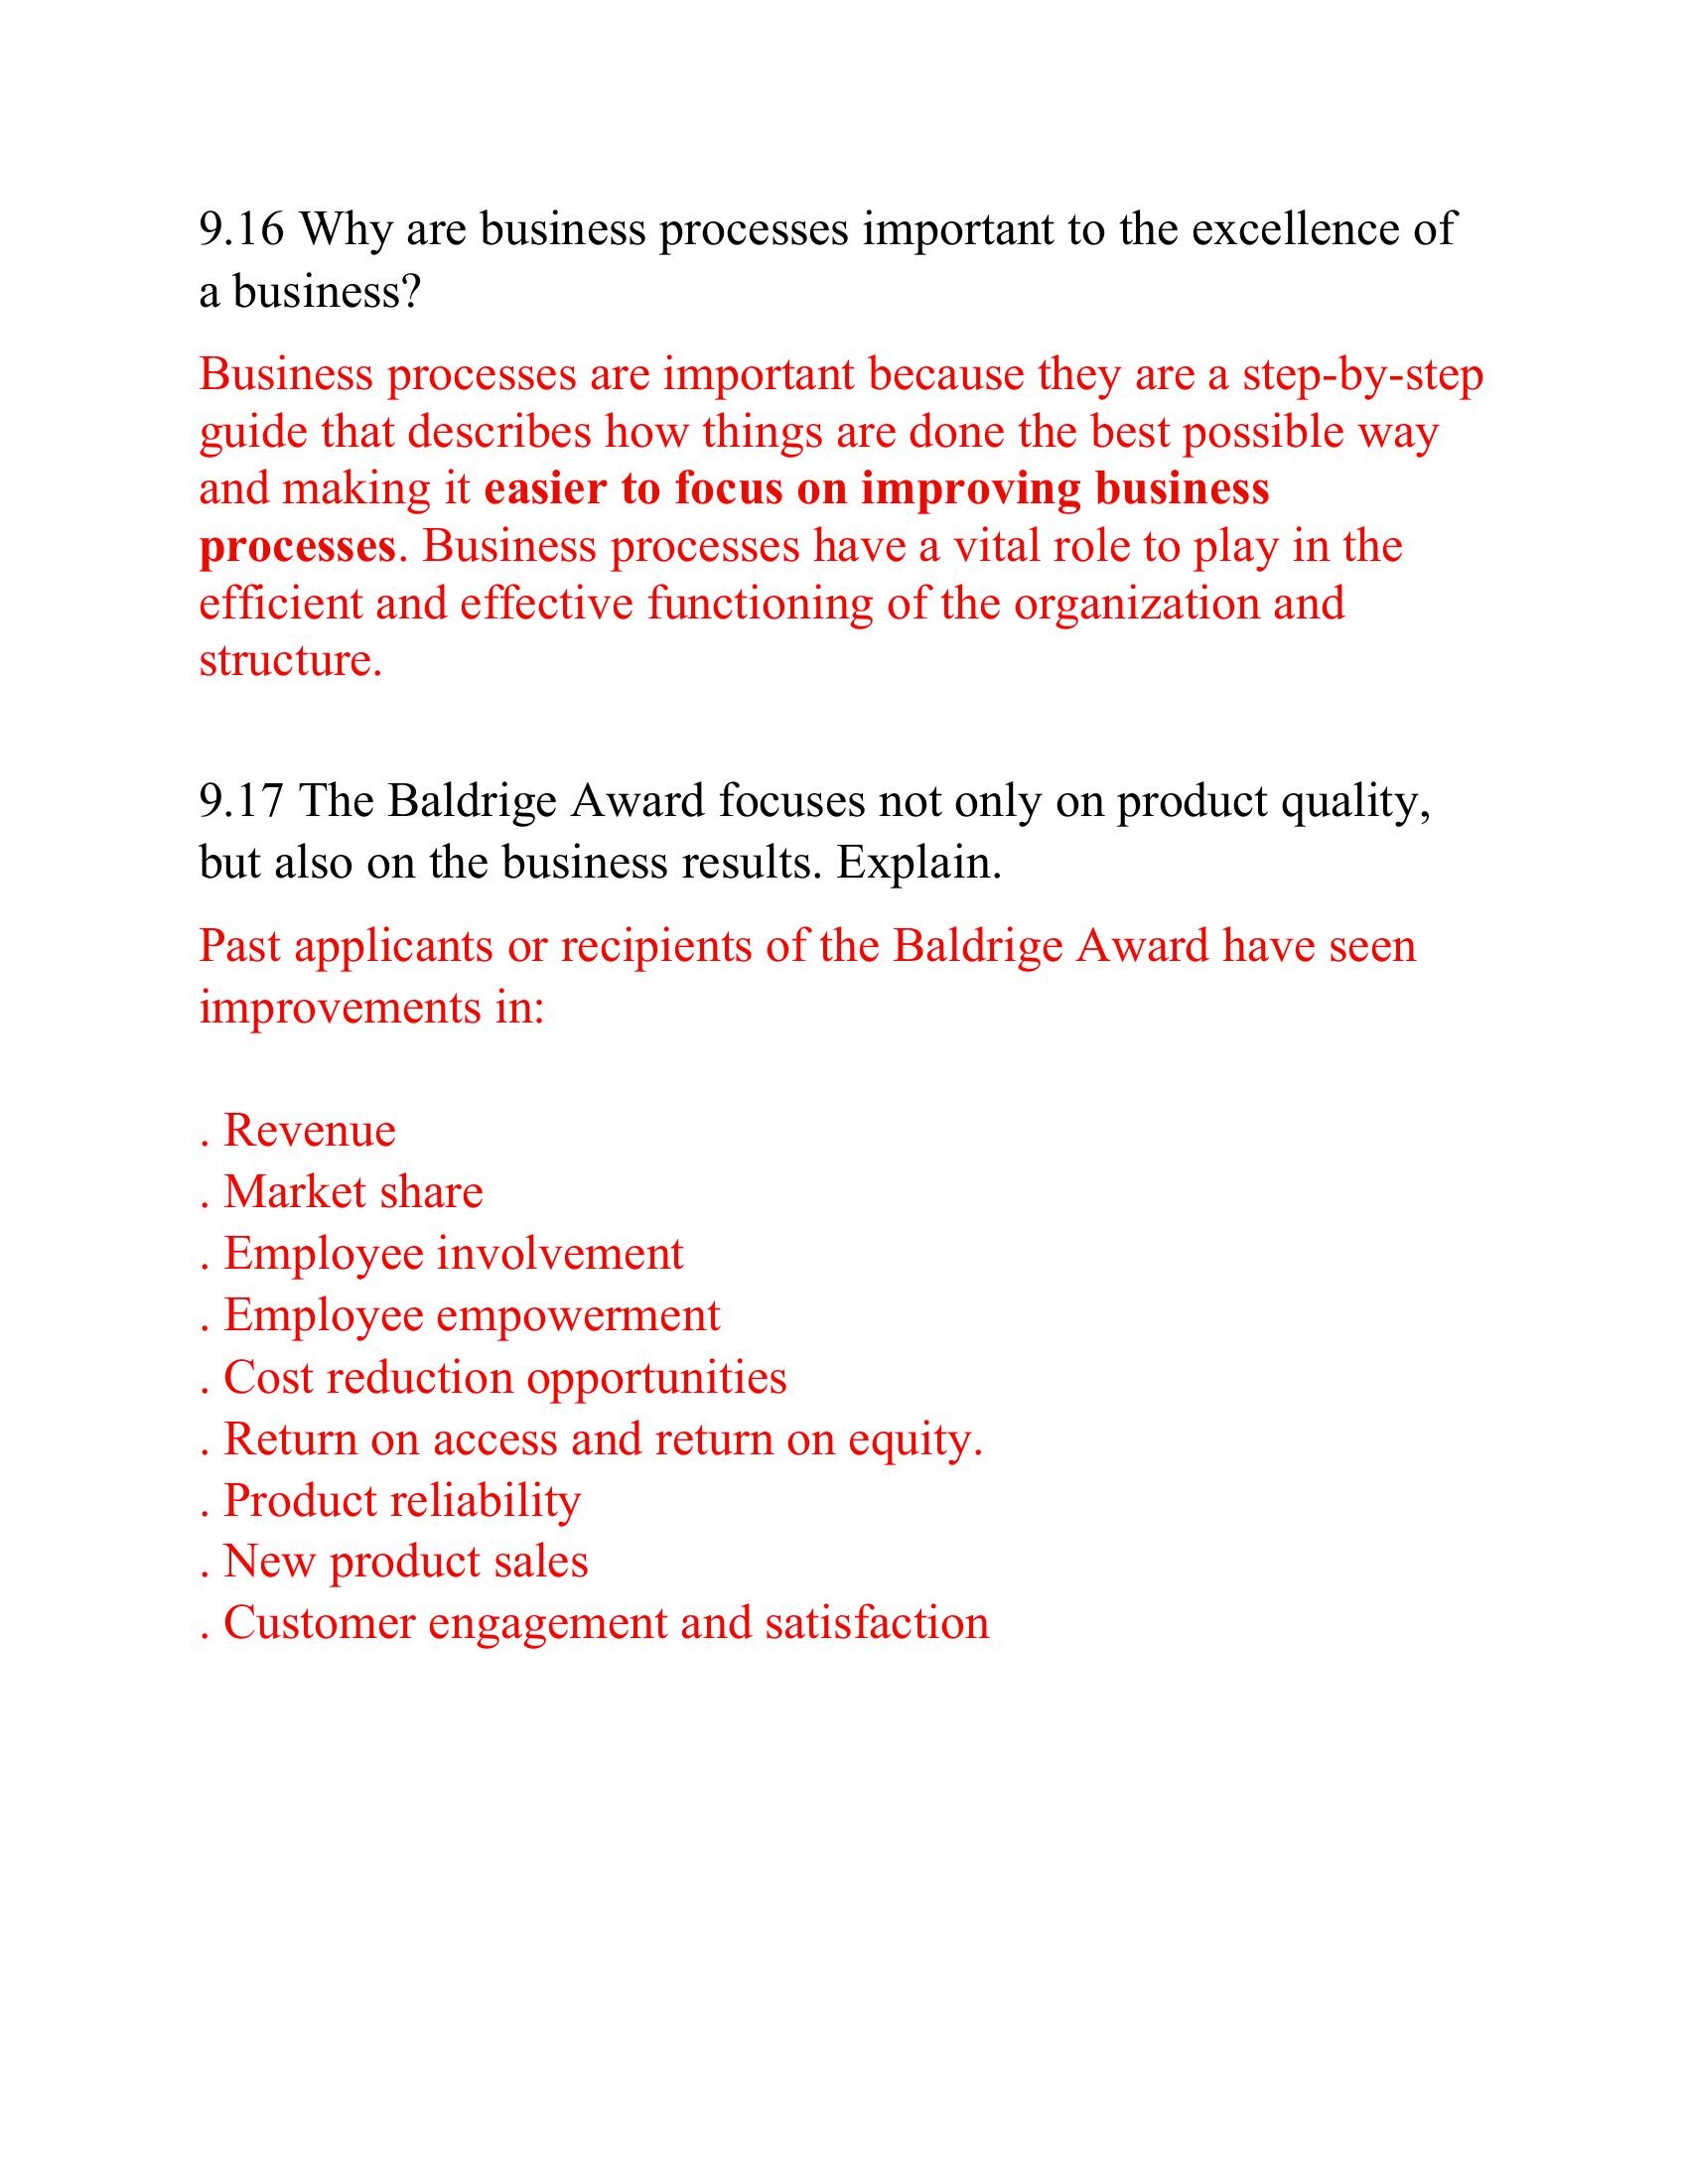 9.16 Why are business processes important to the excellence of
a business?
Business processes are important because they are a step-by-step
guide that describes how things are done the best possible way
and making it easier to focus on improving business
processes. Business processes have a vital role to play in the
efficient and effective functioning of the organization and
structure.
9.17 The Baldrige Award focuses not only on product quality,
but also on the business results. Explain.
Past applicants or recipients of the Baldrige Award have seen
improvements in:
. Revenue
. Market share
. Employee involvement
. Employee empowerment
. Cost reduction opportunities
. Return on access and return on equity.
. Product reliability
. New product sales
. Customer engagement and satisfaction